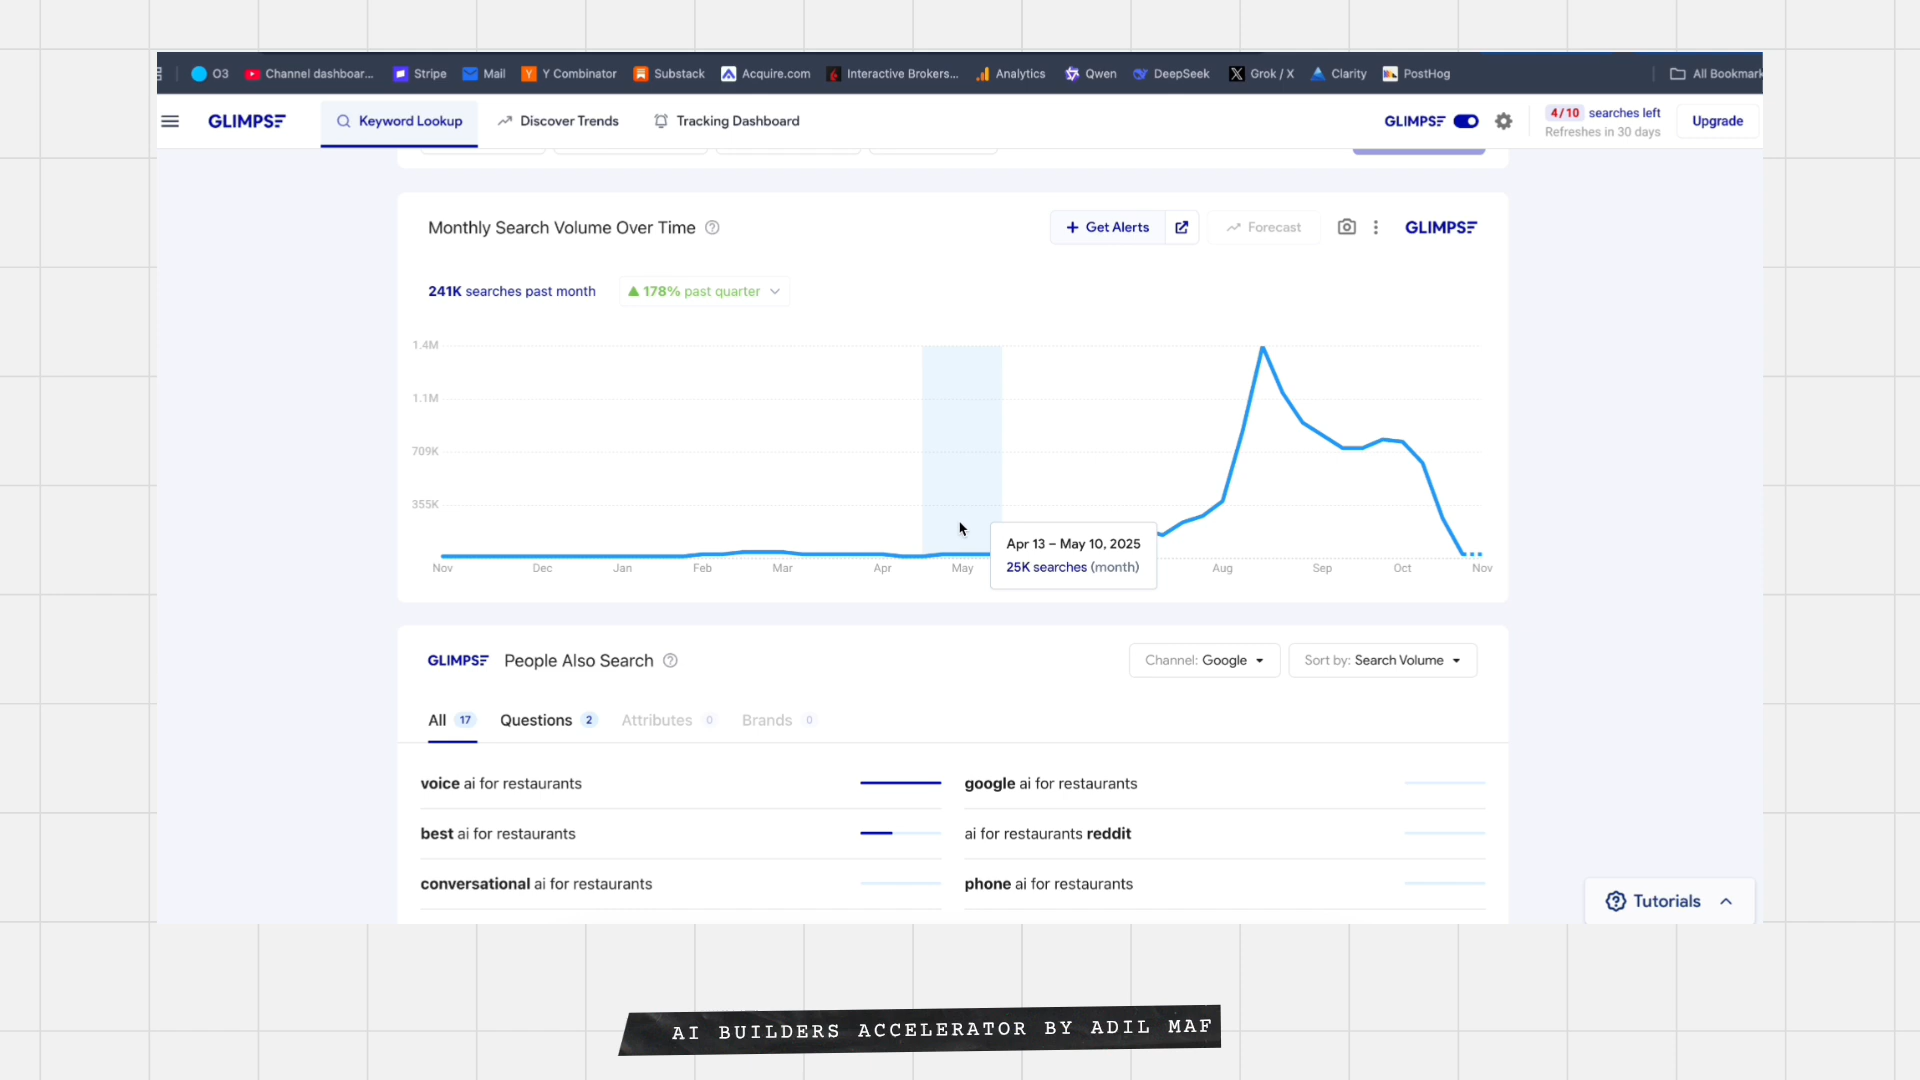 O3 Channel dashboar... Stripe Mail Y Combinator Substack Acquire.com Interactive Brokers... Analytics Qwen DeepSeek Grok / X Clarity PostHog All Bookmark
GLIMPSE Keyword Lookup Discover Trends Tracking Dashboard GLIMPSE 4/10 searches left Upgrade
Refreshes in 30 days
Monthly Search Volume Over Time + Get Alerts Forecast GLIMPSE
241K searches past month 178% past quarter
1.4M
1.1M
709K
355K
Apr 13 – May 10, 2025
25K searches (month)
Nov Dec Jan Feb Mar Apr May Aug Sep Oct Nov
GLIMPSE People Also Search Channel: Google Sort by: Search Volume
All 17 Questions 2 Attributes 0 Brands 0
voice ai for restaurants google ai for restaurants
best ai for restaurants ai for restaurants reddit
conversational ai for restaurants phone ai for restaurants
Tutorials
AI BUILDERS ACCELERATOR BY ADIL MAF